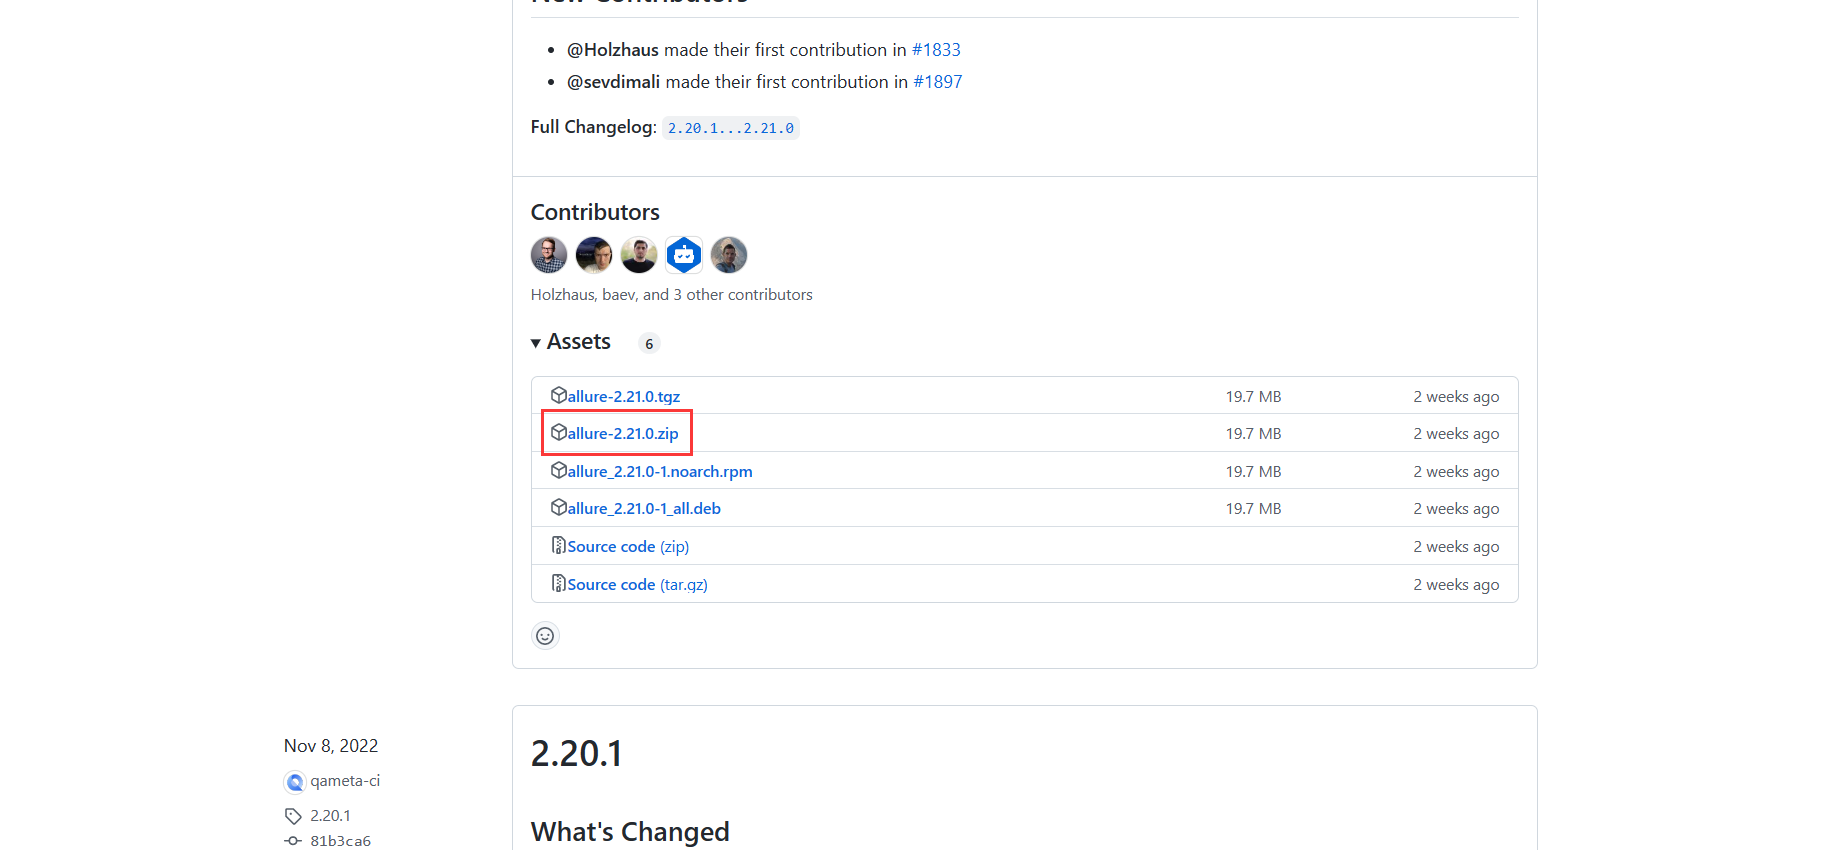 New Contributors
@Holzhaus made their first contribution in #1833
@sevdimali made their first contribution in #1897
Full Changelog: 2.20.1...2.21.0
Contributors
Holzhaus, baev, and 3 other contributors
Assets 6
allure-2.21.0.tgz 19.7 MB 2 weeks ago
allure-2.21.0.zip 19.7 MB 2 weeks ago
allure_2.21.0-1.noarch.rpm 19.7 MB 2 weeks ago
allure_2.21.0-1_all.deb 19.7 MB 2 weeks ago
Source code (zip) 2 weeks ago
Source code (tar.gz) 2 weeks ago
Nov 8, 2022
qameta-ci
2.20.1
81b3ca6
2.20.1
What's Changed